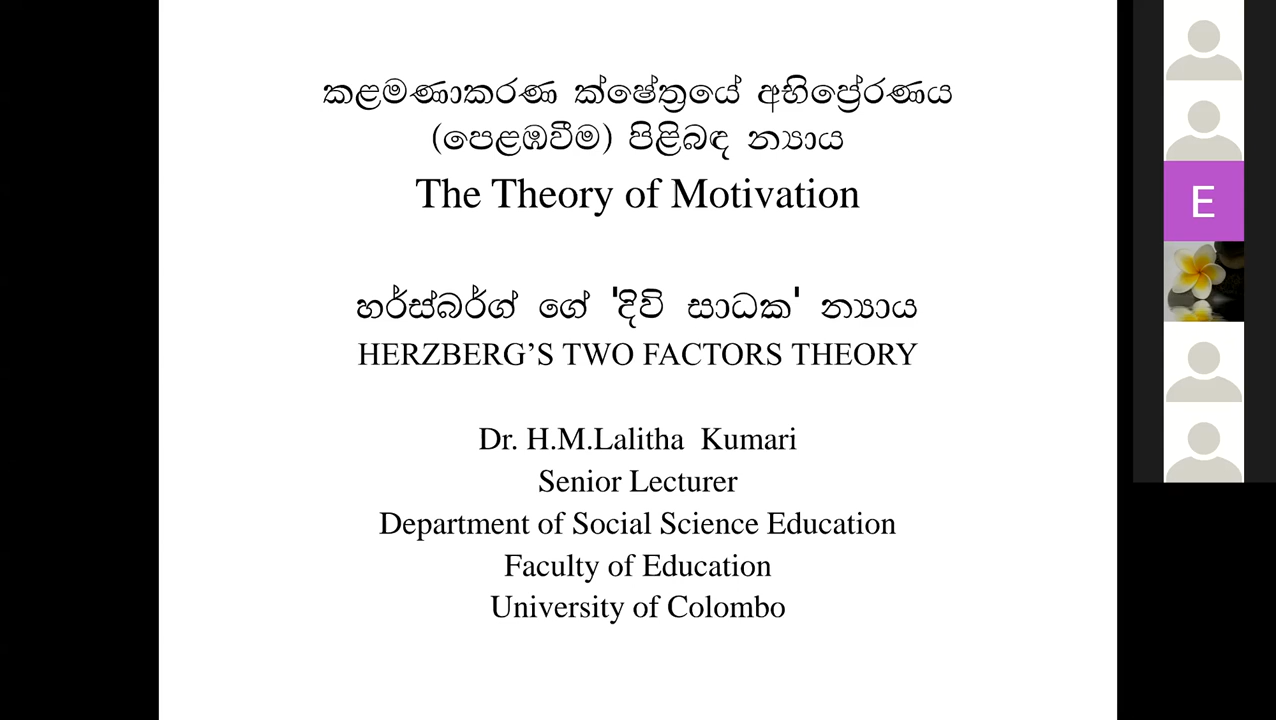 කළමණාකරණ ක්ෂේත්‍රයේ අභිප්‍රේරණය
(පෙළඹවීම) පිළිබඳ න්‍යාය
The Theory of Motivation
හර්ස්බර්ග් ගේ 'ද්වි සාධක' න්‍යාය
HERZBERG’S TWO FACTORS THEORY
Dr. H.M.Lalitha Kumari
Senior Lecturer
Department of Social Science Education
Faculty of Education
University of Colombo
E